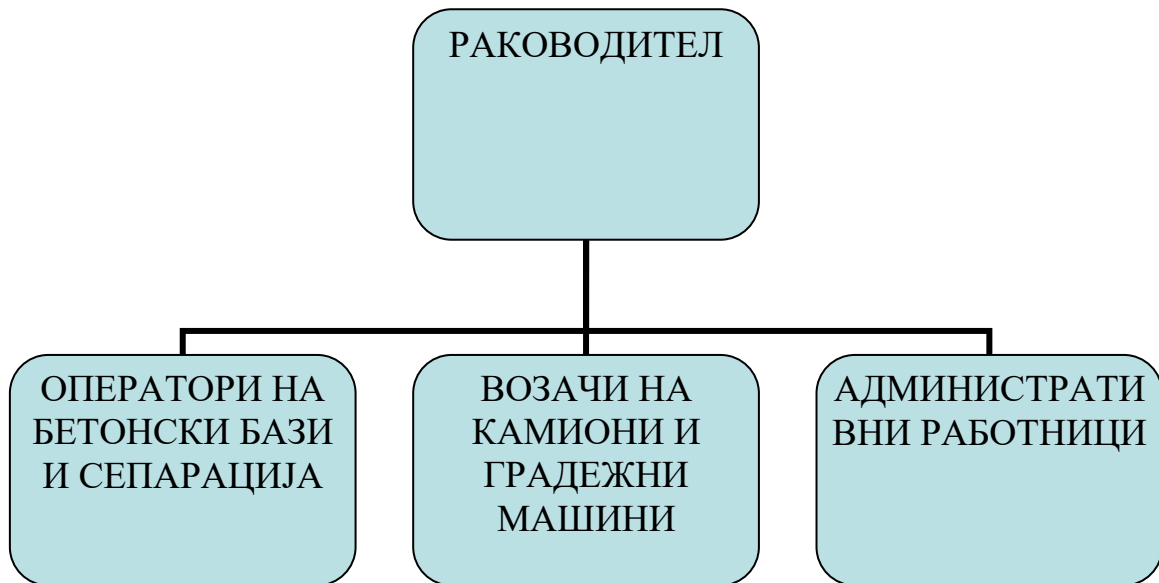 РАКОВОДИТЕЛ
ОПЕРАТОРИ НА
БЕТОНСКИ БАЗИ
И СЕПАРАЦИЈА
ВОЗАЧИ НА
КАМИОНИ И
ГРАДЕЖНИ
МАШИНИ
АДМИНИСТРАТИ
ВНИ РАБОТНИЦИ